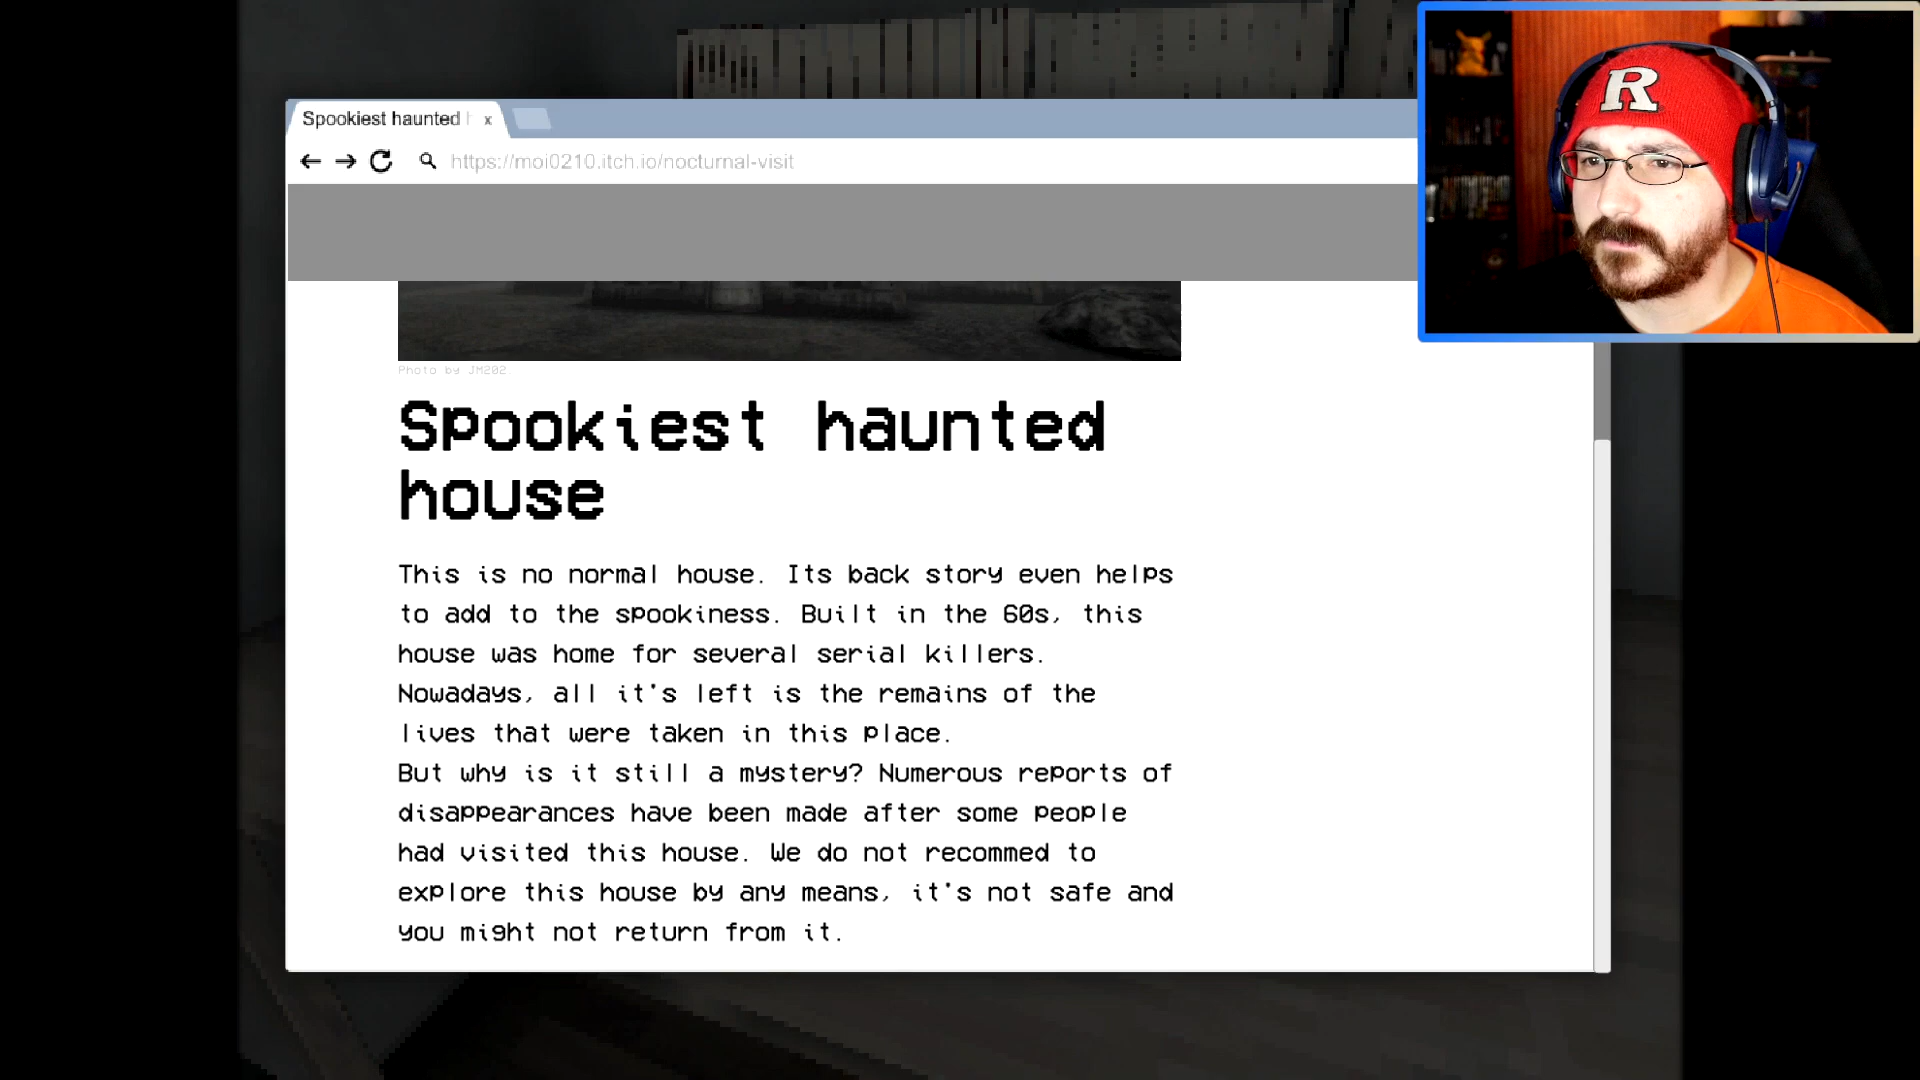 Spookiest haunted
x
https://moi0210.itch.io/nocturnal-visit
R
Photo by JM202
Spookiest haunted
house
This is no normal house. Its back story even helps
to add to the spookiness. Built in the 60s, this
house was home for several serial killers.
Nowadays, all it's left is the remains of the
lives that were taken in this place.
But why is it still a mystery? Numerous reports of
disappearances have been made after some people
had visited this house. We do not recommed to
explore this house by any means, it's not safe and
you might not return from it.